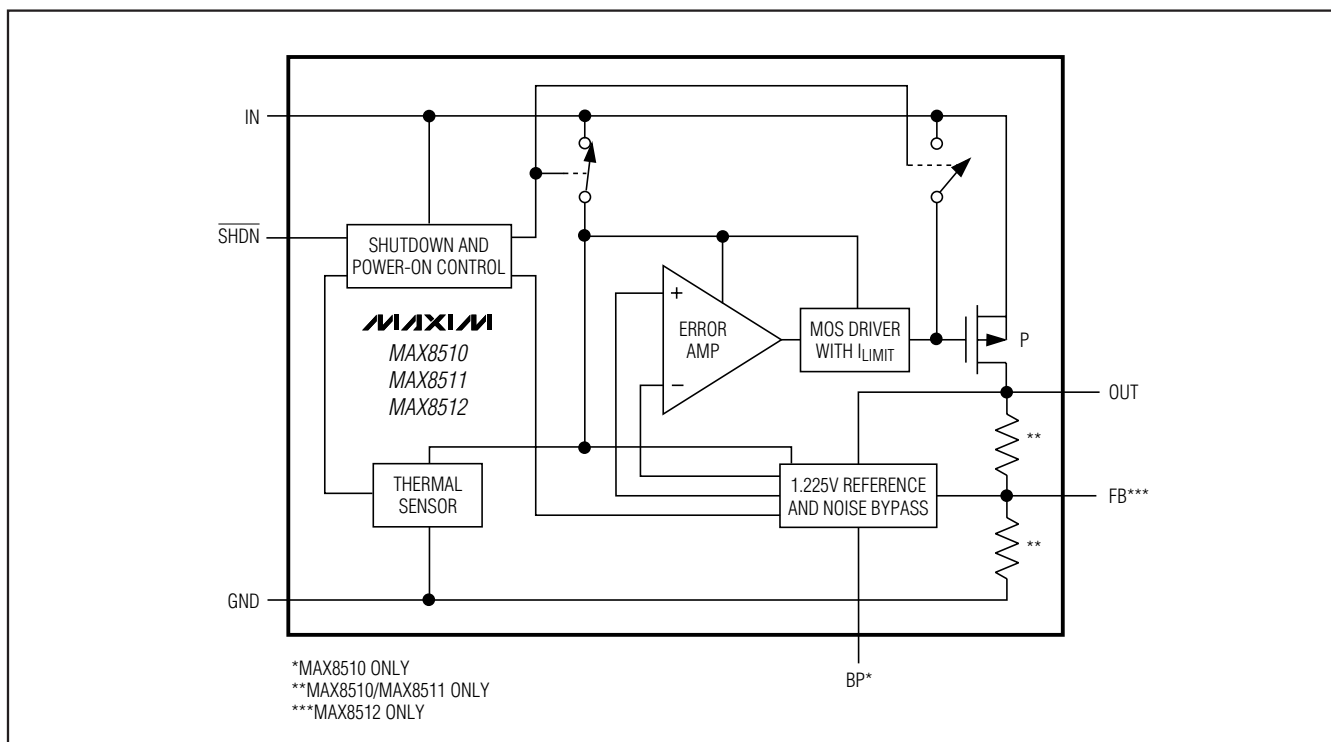 IN
SHDN
SHUTDOWN AND
POWER-ON CONTROL
MAXIM
MAX8510
MAX8511
MAX8512
+
ERROR
AMP
−
MOS DRIVER
WITH ILIMIT
P
OUT
**
THERMAL
SENSOR
1.225V REFERENCE
AND NOISE BYPASS
FB***
**
GND
BP*
*MAX8510 ONLY
**MAX8510/MAX8511 ONLY
***MAX8512 ONLY